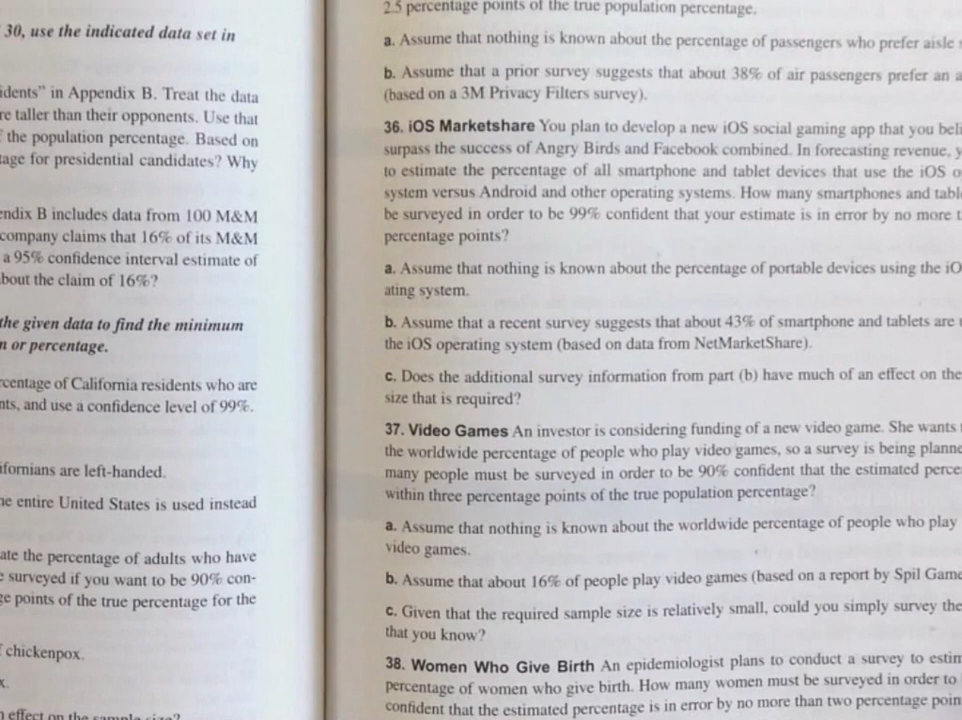 30, use the indicated data set in
idents” in Appendix B. Treat the data
re taller than their opponents. Use that
the population percentage. Based on
tage for presidential candidates? Why
endix B includes data from 100 M&M
company claims that 16% of its M&M
a 95% confidence interval estimate of
bout the claim of 16%?
the given data to find the minimum
n or percentage.
rcentage of California residents who are
nts, and use a confidence level of 99%.
ifornians are left-handed.
he entire United States is used instead
ate the percentage of adults who have
e surveyed if you want to be 90% con-
ge points of the true percentage for the
f chickenpox.
x.
n effect on the sample size?
2.5 percentage points of the true population percentage.
a. Assume that nothing is known about the percentage of passengers who prefer aisle s
b. Assume that a prior survey suggests that about 38% of air passengers prefer an a
(based on a 3M Privacy Filters survey).
36. iOS Marketshare You plan to develop a new iOS social gaming app that you beli
surpass the success of Angry Birds and Facebook combined. In forecasting revenue, y
to estimate the percentage of all smartphone and tablet devices that use the iOS o
system versus Android and other operating systems. How many smartphones and table
be surveyed in order to be 99% confident that your estimate is in error by no more t
percentage points?
a. Assume that nothing is known about the percentage of portable devices using the iO
ating system.
b. Assume that a recent survey suggests that about 43% of smartphone and tablets are u
the iOS operating system (based on data from NetMarketShare).
c. Does the additional survey information from part (b) have much of an effect on the
size that is required?
37. Video Games An investor is considering funding of a new video game. She wants t
the worldwide percentage of people who play video games, so a survey is being planne
many people must be surveyed in order to be 90% confident that the estimated perce
within three percentage points of the true population percentage?
a. Assume that nothing is known about the worldwide percentage of people who play
video games.
b. Assume that about 16% of people play video games (based on a report by Spil Game
c. Given that the required sample size is relatively small, could you simply survey the
that you know?
38. Women Who Give Birth An epidemiologist plans to conduct a survey to estim
percentage of women who give birth. How many women must be surveyed in order to
confident that the estimated percentage is in error by no more than two percentage poin